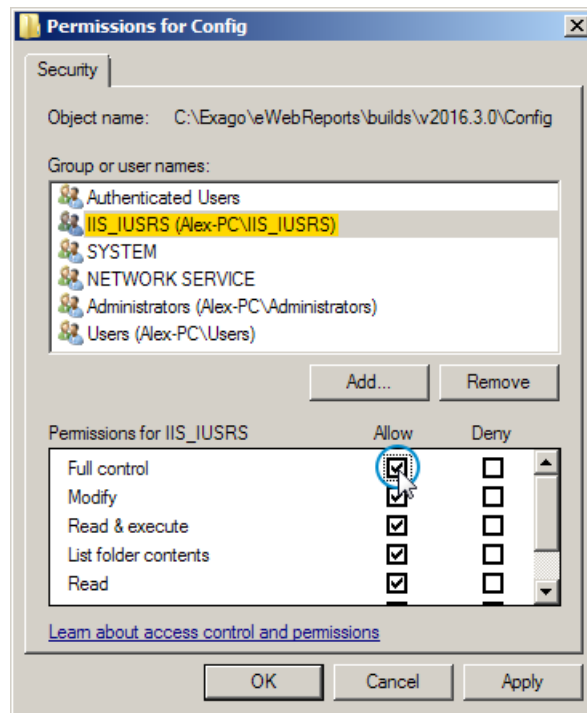 Permissions for Config
Security
Object name: C:\Exago\eWebReports\builds\v2016.3.0\Config
Group or user names:
Authenticated Users
IIS_IUSRS (Alex-PC\IIS_IUSRS)
SYSTEM
NETWORK SERVICE
Administrators (Alex-PC\Administrators)
Users (Alex-PC\Users)
Add... Remove
Permissions for IIS_IUSRS Allow Deny
Full control
Modify
Read & execute
List folder contents
Read
Learn about access control and permissions
OK Cancel Apply